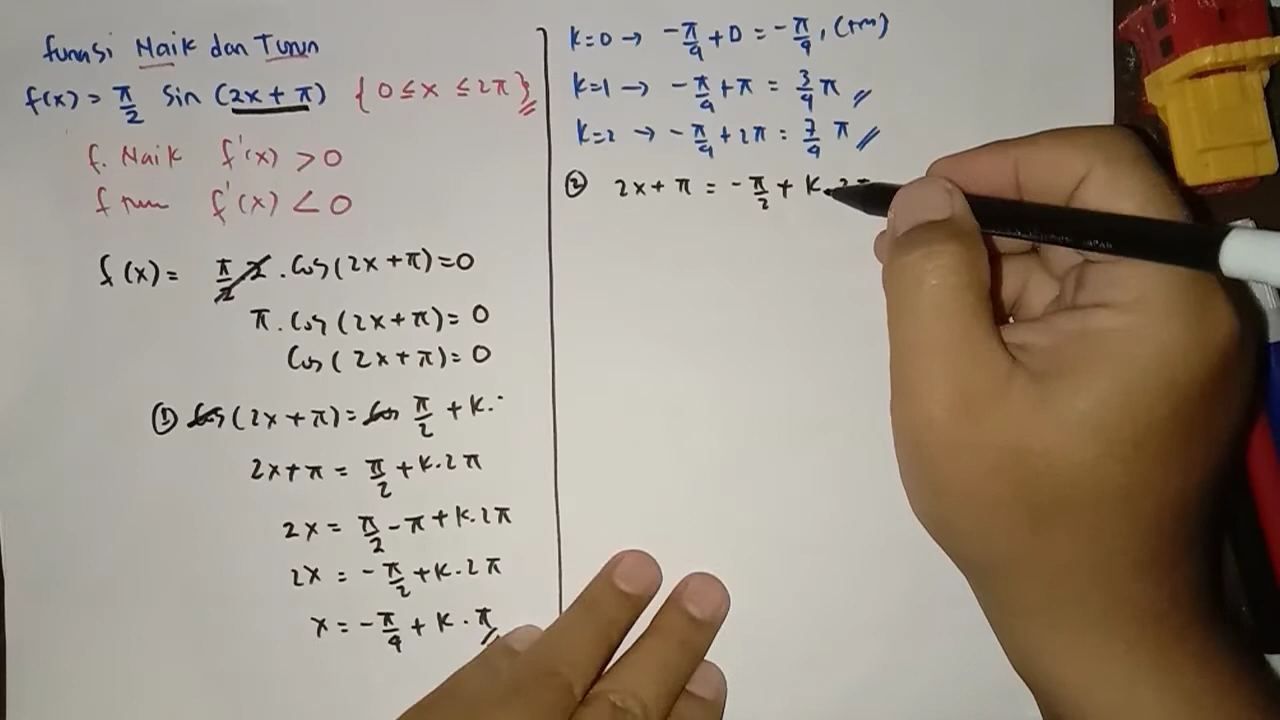 fungsi Naik dan Turun
f(x) = π/2 sin (2x + π) {0 ≤ x ≤ 2π}
f. Naik f'(x) > 0
f turun f'(x) < 0
f(x) = π/2 2 . Cos (2x + π) = 0
π . Cos (2x + π) = 0
Cos (2x + π) = 0
① Cos (2x + π) = Cos π/2 + k.
2x + π = π/2 + k.2π
2x = π/2 - π + k.2π
2x = -π/2 + k.2π
x = -π/4 + k . π
k=0 → -π/4 + 0 = -π/4, (tm)
k=1 → -π/4 + π = 3/4 π
k=2 → -π/4 + 2π = 7/4 π
② 2x + π = -π/2 + k.2π